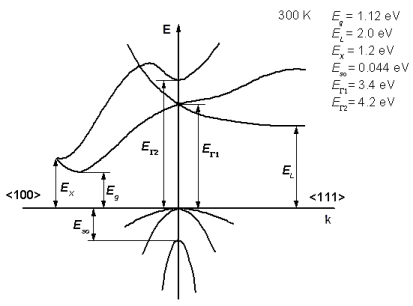 300 K E_g = 1.12 eV
E_L = 2.0 eV
E_X = 1.2 eV
E_so = 0.044 eV
E_Γ1 = 3.4 eV
E_Γ2 = 4.2 eV
E
E_Γ2
E_Γ1
E_X
E_g
E_L
<100>
<111>
k
E_so